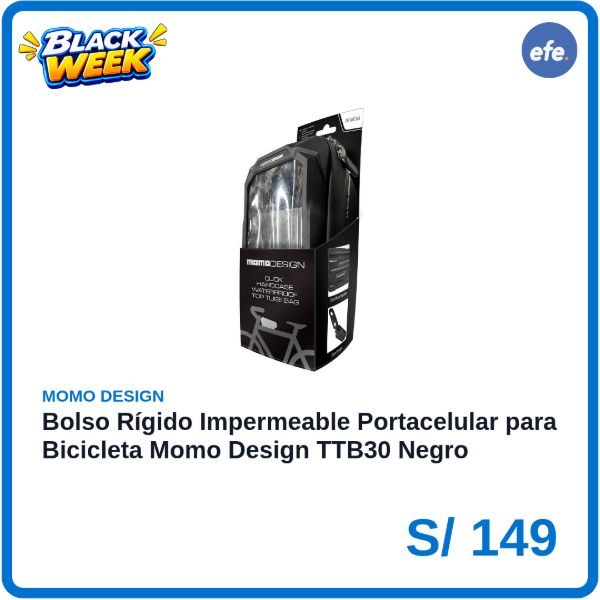 BLACK
WEEK
efe.
momodesign
momoDESIGN
CLICK
HARDCASE
WATERPROOF
TOP TUBE BAG
MOMO DESIGN
Bolso Rígido Impermeable Portacelular para
Bicicleta Momo Design TTB30 Negro
S/ 149